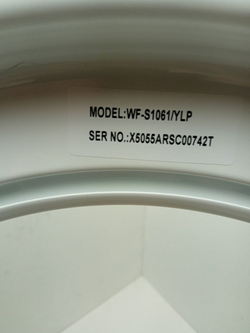 MODEL:WF-S1061/YLP
SER NO.:X5055ARSC00742T